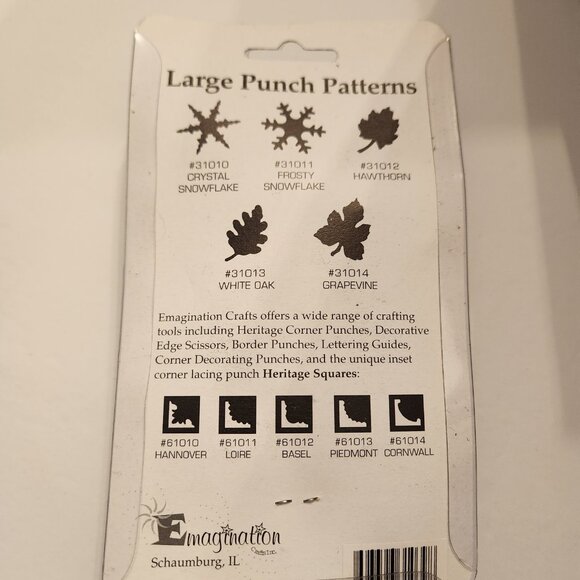 Large Punch Patterns
#31010 #31011 #31012
CRYSTAL FROSTY HAWTHORN
SNOWFLAKE SNOWFLAKE
#31013 #31014
WHITE OAK GRAPEVINE
Emagination Crafts offers a wide range of crafting
tools including Heritage Corner Punches, Decorative
Edge Scissors, Border Punches, Lettering Guides,
Corner Decorating Punches, and the unique inset
corner lacing punch Heritage Squares:
#61010 #61011 #61012 #61013 #61014
HANNOVER LOIRE BASEL PIEDMONT CORNWALL
Emagination
Crafts Inc.
Schaumburg, IL